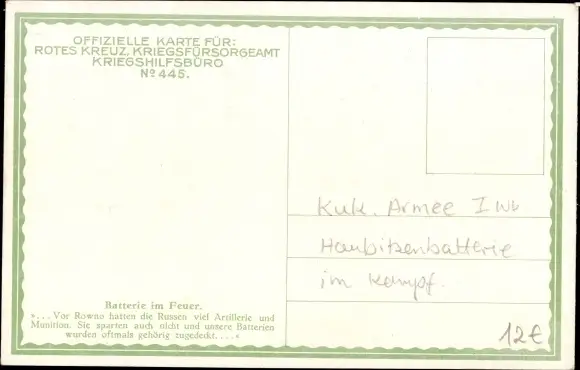 OFFIZIELLE KARTE FÜR:
ROTES KREUZ, KRIEGSFÜRSORGEAMT
KRIEGSHILFSBÜRO
Nº 445.
Kuk. Armee I Wk
Haubitzenbatterie
im Kampf.
Batterie im Feuer.
»... Vor Rowno hatten die Russen viel Artillerie und
Munition. Sie sparten auch nicht und unsere Batterien
wurden oftmals gehörig zugedeckt....«
12€